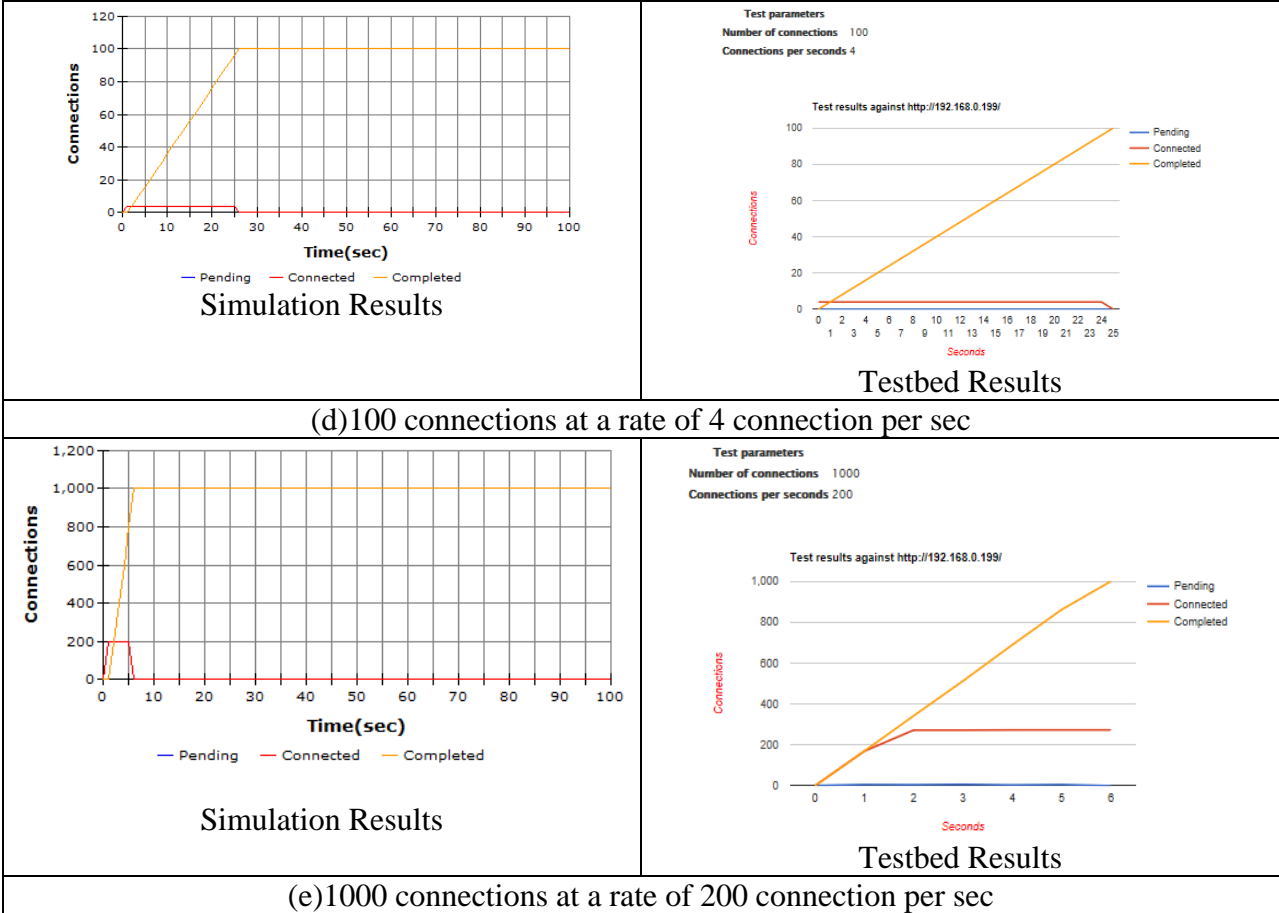 120
100
80
60
40
20
0
Connections
0 10 20 30 40 50 60 70 80 90 100
Time(sec)
Pending Connected Completed
Simulation Results
Test parameters
Number of connections 100
Connections per seconds 4
Test results against http://192.168.0.199/
100
80
60
40
20
0
Connections
Pending
Connected
Completed
0 2 4 6 8 10 12 14 16 18 20 22 24
1 3 5 7 9 11 13 15 17 19 21 23 25
Seconds
Testbed Results
(d)100 connections at a rate of 4 connection per sec
1,200
1,000
800
600
400
200
0
Connections
0 10 20 30 40 50 60 70 80 90 100
Time(sec)
Pending Connected Completed
Simulation Results
Test parameters
Number of connections 1000
Connections per seconds 200
Test results against http://192.168.0.199/
1,000
800
600
400
200
0
Connections
Pending
Connected
Completed
0 1 2 3 4 5 6
Seconds
Testbed Results
(e)1000 connections at a rate of 200 connection per sec